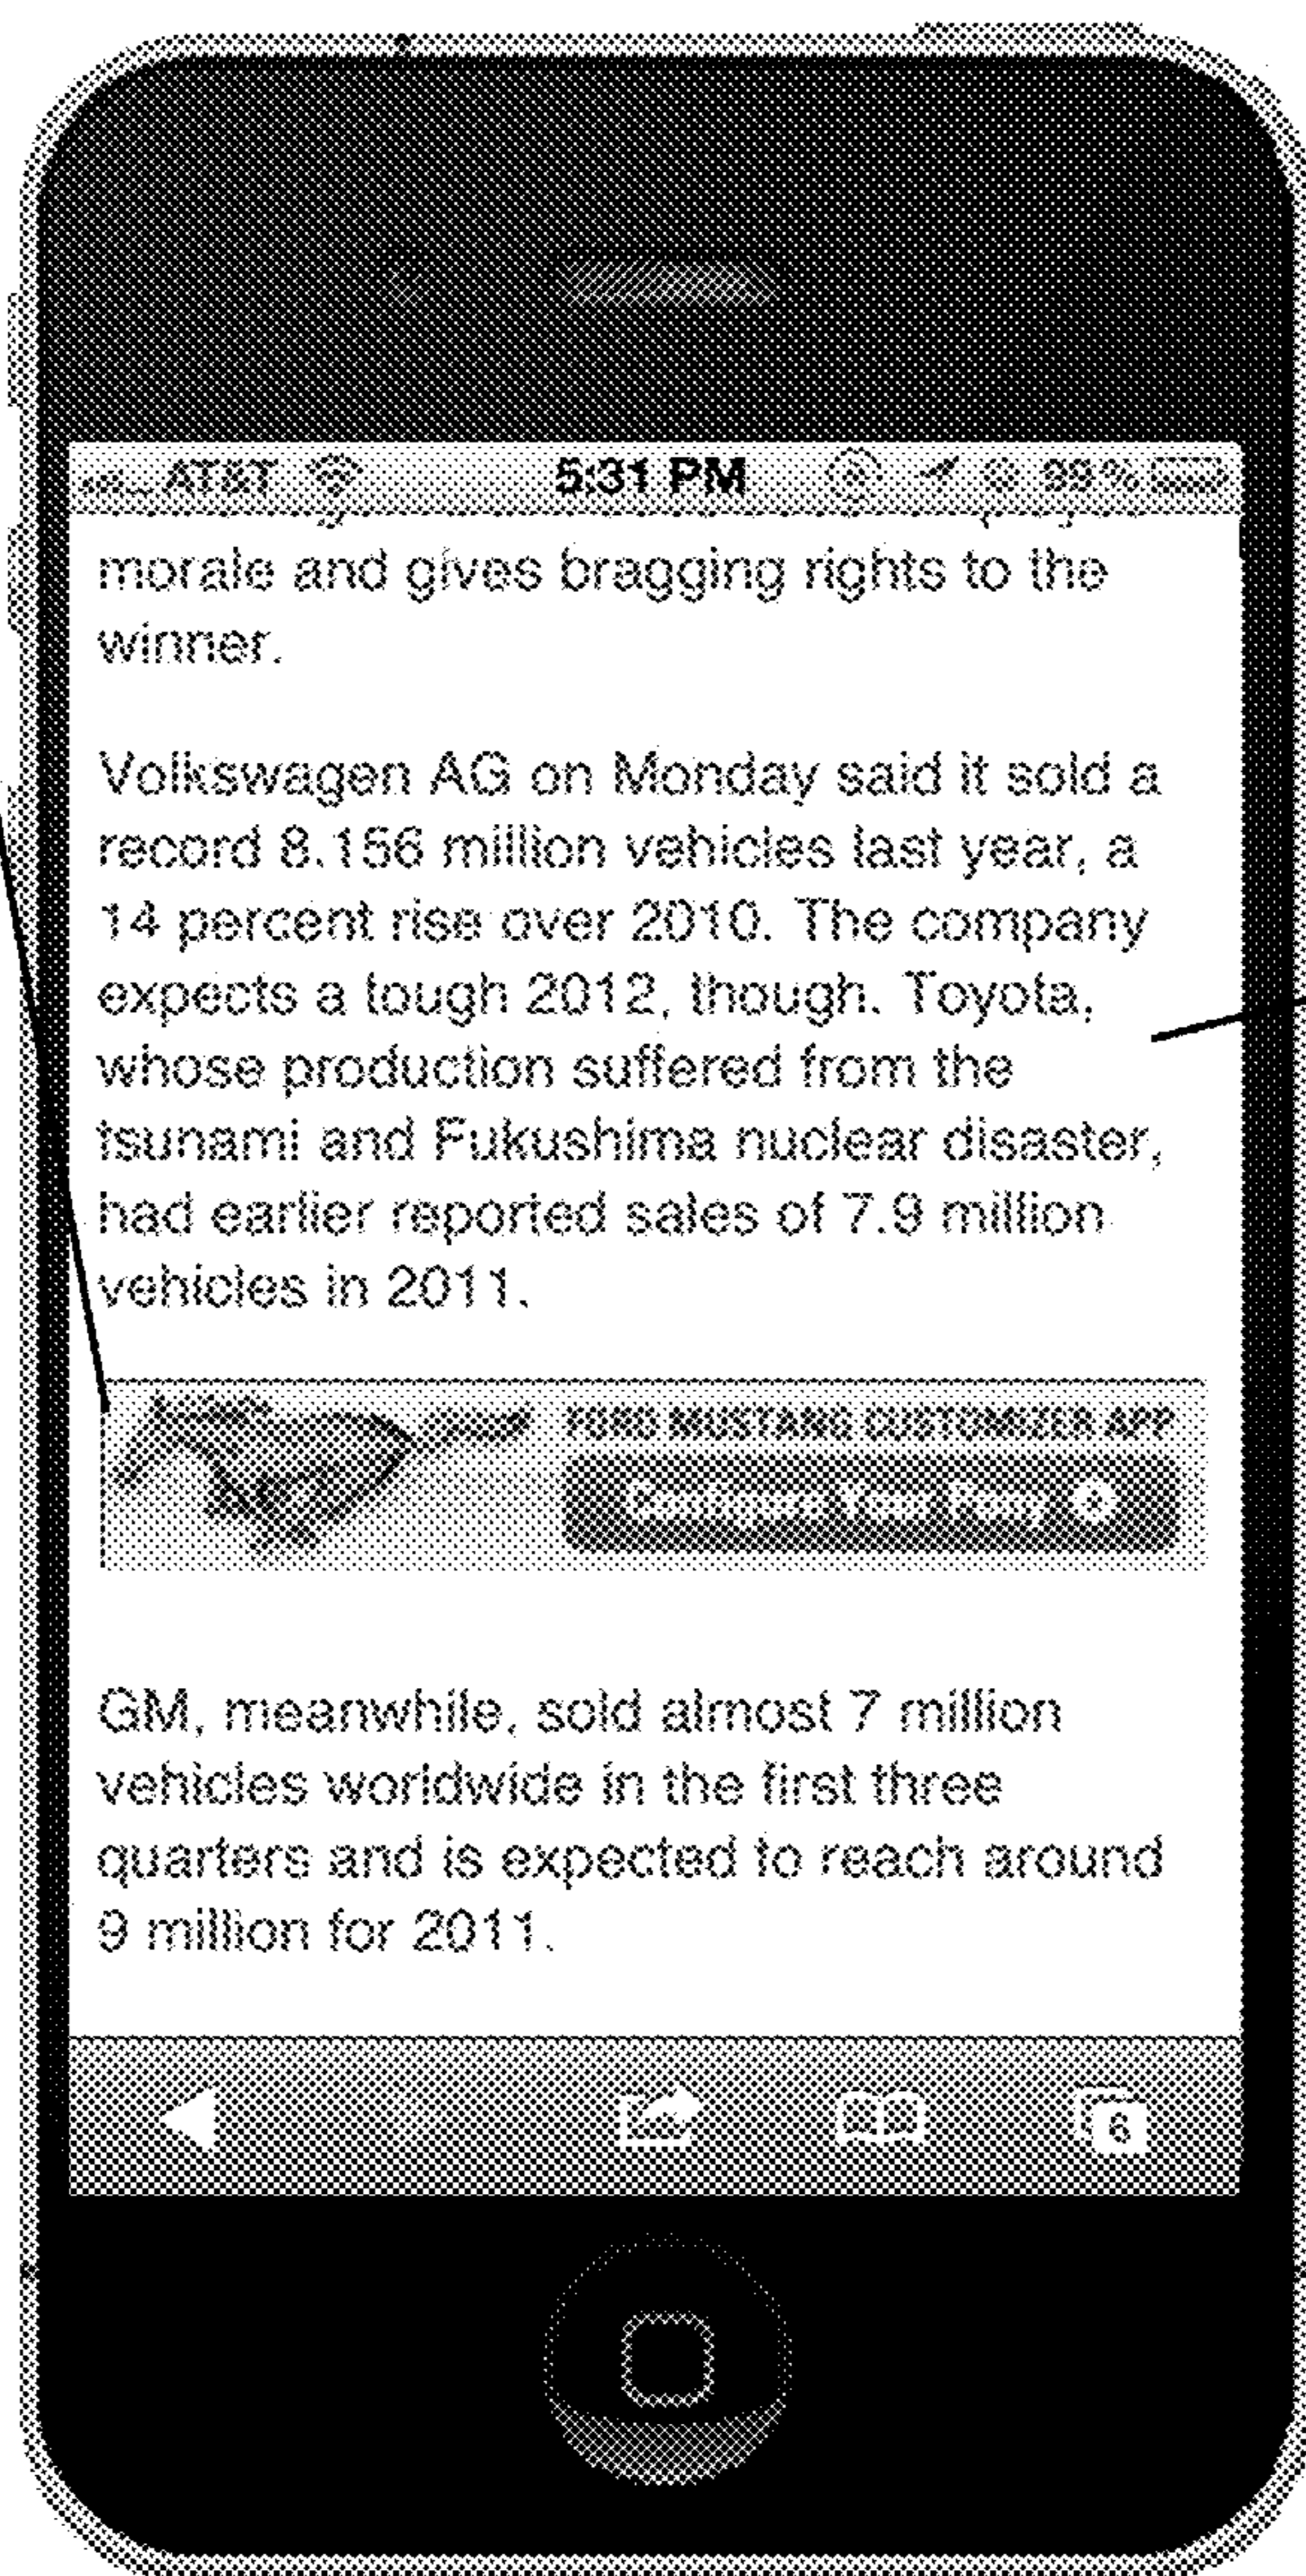 AT&T 5:31 PM 99%
morale and gives bragging rights to the
winner.
Volkswagen AG on Monday said it sold a
record 8.156 million vehicles last year, a
14 percent rise over 2010. The company
expects a tough 2012, though. Toyota,
whose production suffered from the
tsunami and Fukushima nuclear disaster,
had earlier reported sales of 7.9 million
vehicles in 2011.
FORD MUSTANG CUSTOMIZER APP
Configure Your Pony
GM, meanwhile, sold almost 7 million
vehicles worldwide in the first three
quarters and is expected to reach around
9 million for 2011.
6